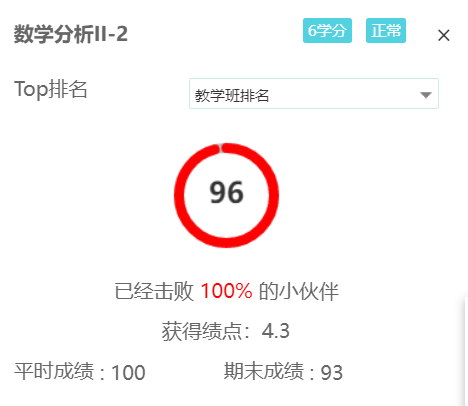 数学分析II-2 6学分 正常 ×
Top排名 教学班排名
96
已经击败 100% 的小伙伴
获得绩点：4.3
平时成绩 : 100 期末成绩 : 93